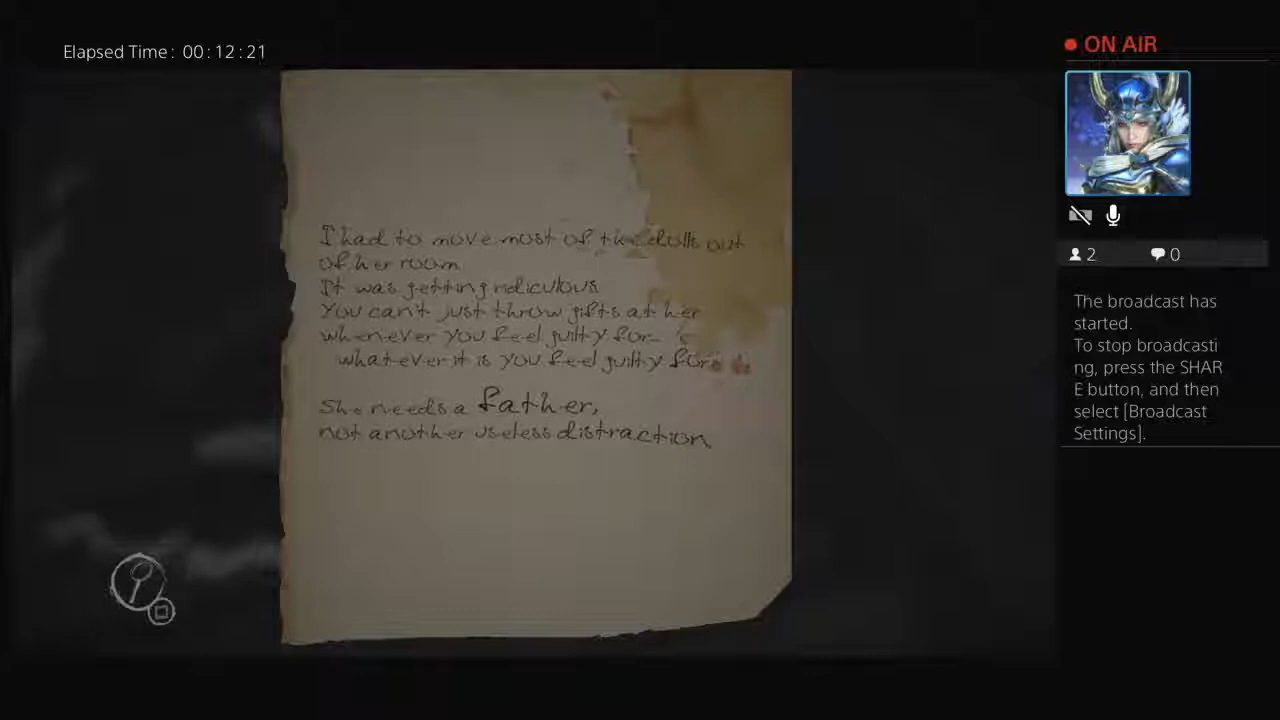 Elapsed Time: 00:12:21
ON AIR
2
0
The broadcast has
started.
To stop broadcasti
ng, press the SHAR
E button, and then
select [Broadcast
Settings].
I had to move most of the dolls out
of her room
It was getting ridiculous
You can't just throw gifts at her
whenever you feel guilty for
whatever it is you feel guilty for
She needs a father,
not another useless distraction